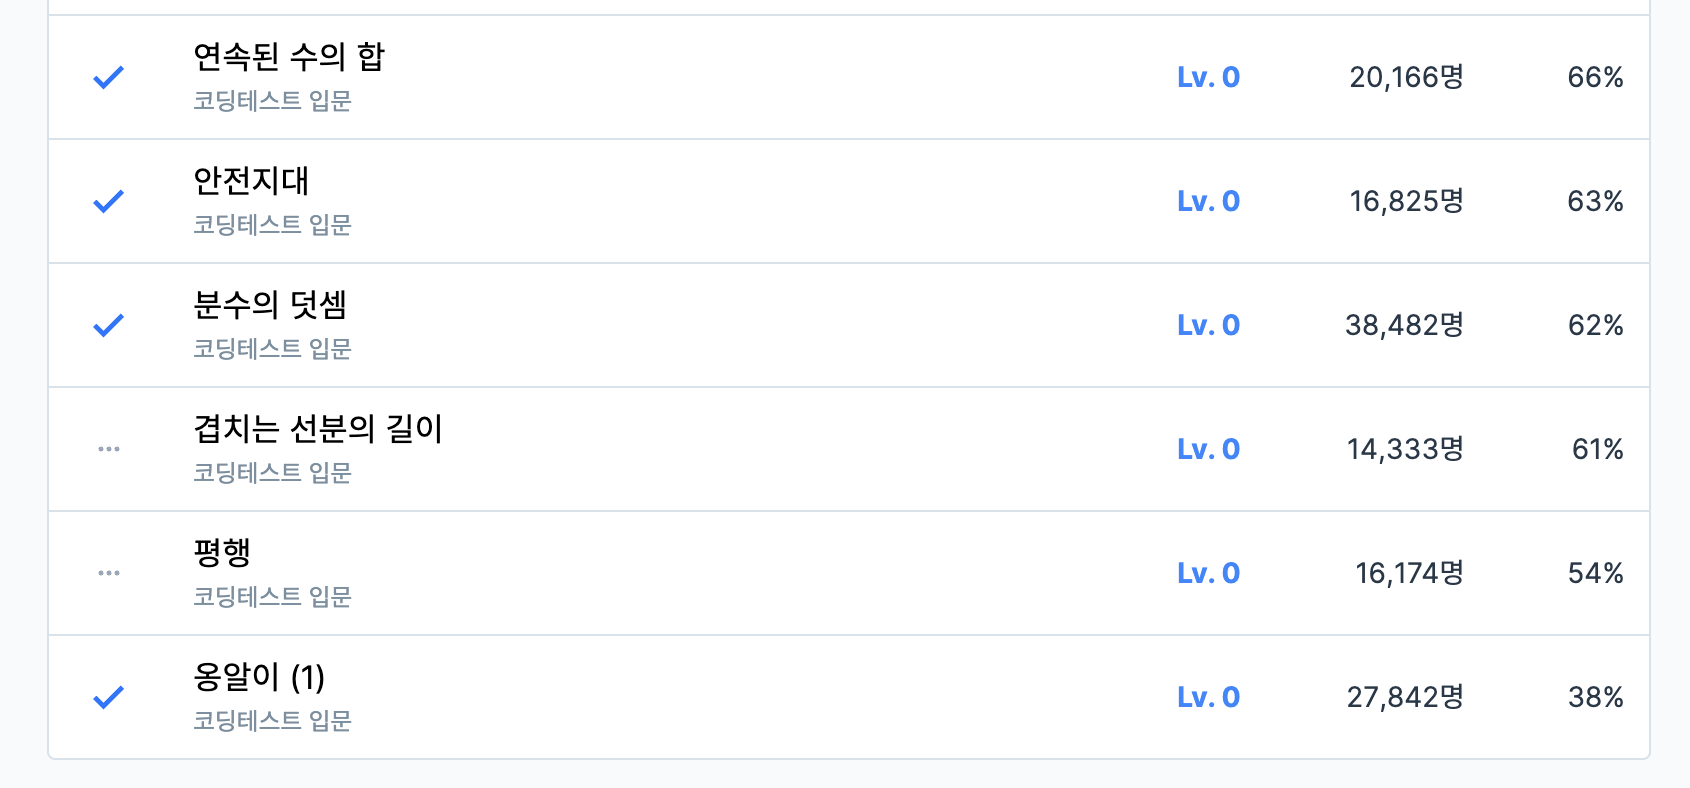 연속된 수의 합
코딩테스트 입문
Lv. 0
20,166명
66%
안전지대
코딩테스트 입문
Lv. 0
16,825명
63%
분수의 덧셈
코딩테스트 입문
Lv. 0
38,482명
62%
겹치는 선분의 길이
코딩테스트 입문
Lv. 0
14,333명
61%
평행
코딩테스트 입문
Lv. 0
16,174명
54%
옹알이 (1)
코딩테스트 입문
Lv. 0
27,842명
38%